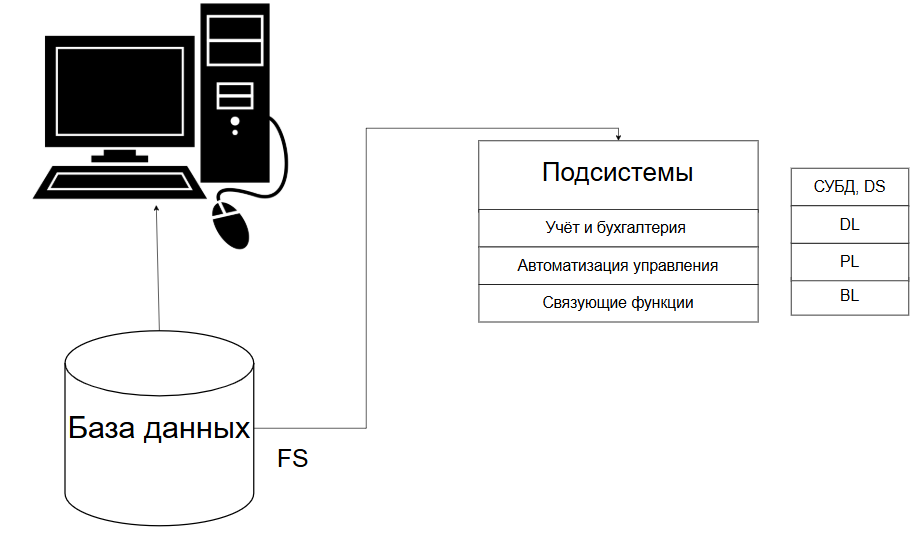 Подсистемы
Учёт и бухгалтерия
Автоматизация управления
Связующие функции
СУБД, DS
DL
PL
BL
База данных
FS